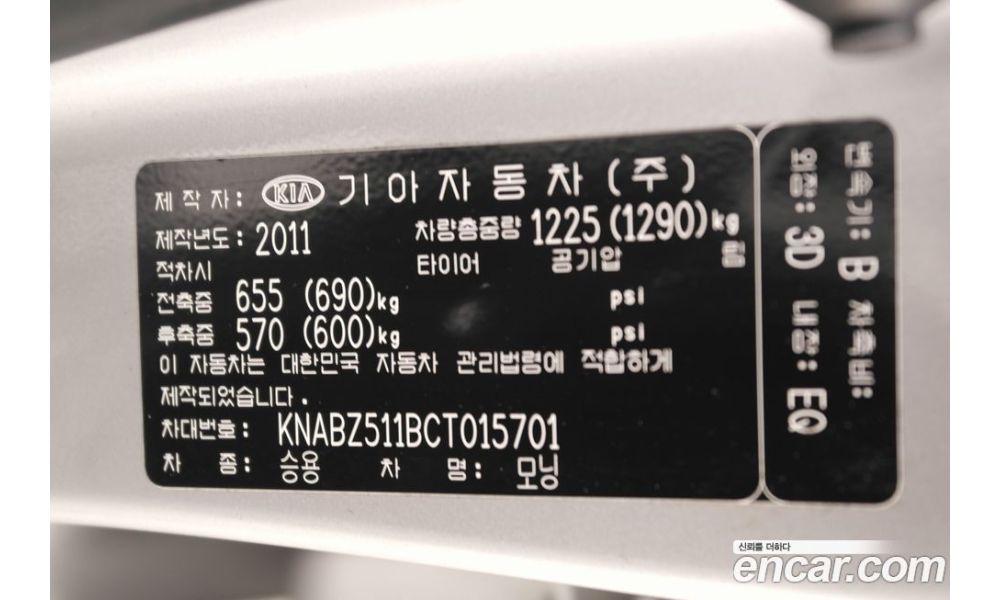 제 작 자: KIA 기아자동차(주)
제작년도: 2011 차량총중량 1225(1290)kg
적차시 타이어 공기압 림
전축중 655 (690)kg psi
후축중 570 (600)kg psi
이 자동차는 대한민국 자동차 관리법령에 적합하게
제작되었습니다.
차대번호: KNABZ511BCT015701
차 종: 승용 차 명: 모닝
변속기: B 차축비:
외장: 3D 내장: EQ
신뢰를 더하다
encar.com